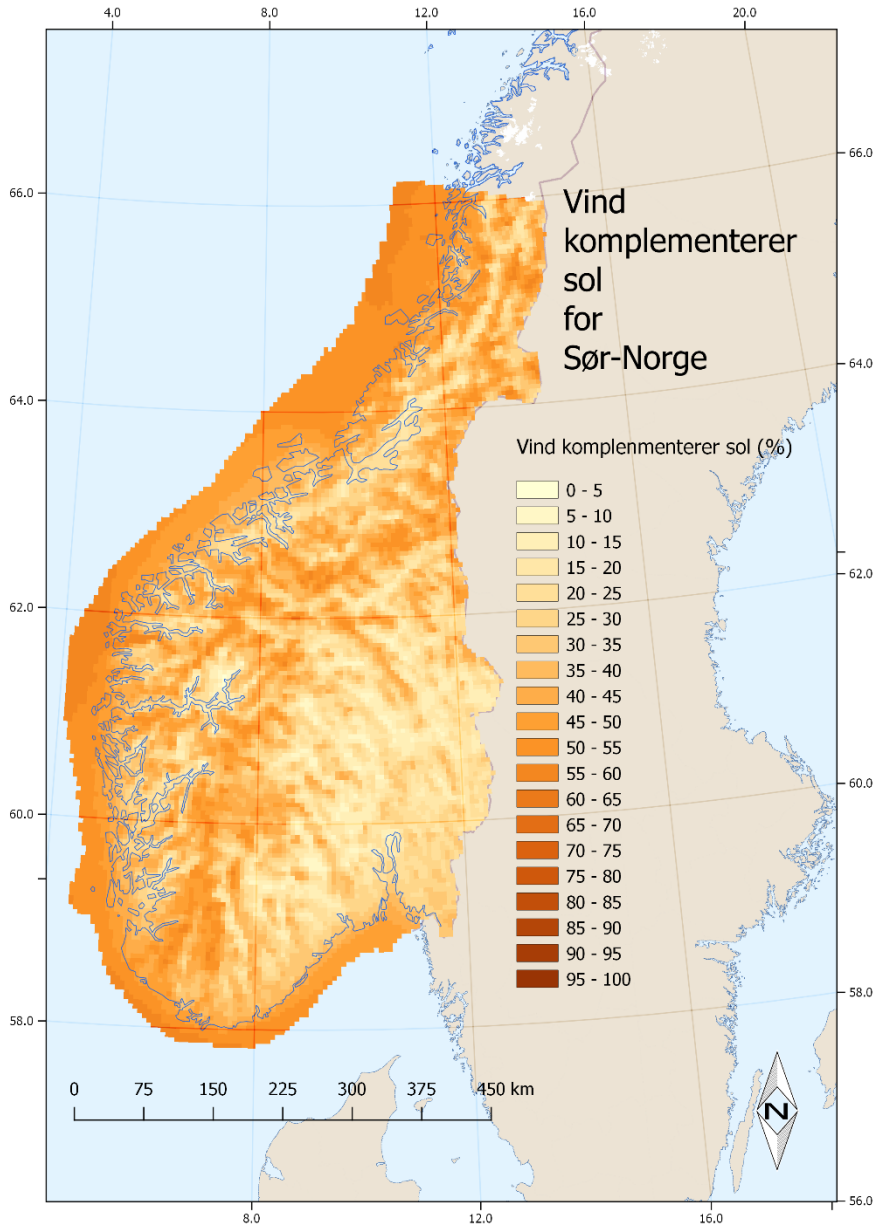 4.0 8.0 12.0 16.0 20.0
66.0
66.0
Vind
komplementerer
sol
for
Sør-Norge
64.0
64.0
Vind komplenmenterer sol (%)
0 - 5
5 - 10
10 - 15
15 - 20
20 - 25
25 - 30
30 - 35
35 - 40
40 - 45
45 - 50
50 - 55
55 - 60
60 - 65
65 - 70
70 - 75
75 - 80
80 - 85
85 - 90
90 - 95
95 - 100
62.0
62.0
60.0
60.0
58.0
58.0
0 75 150 225 300 375 450 km
N
56.0
8.0 12.0 16.0